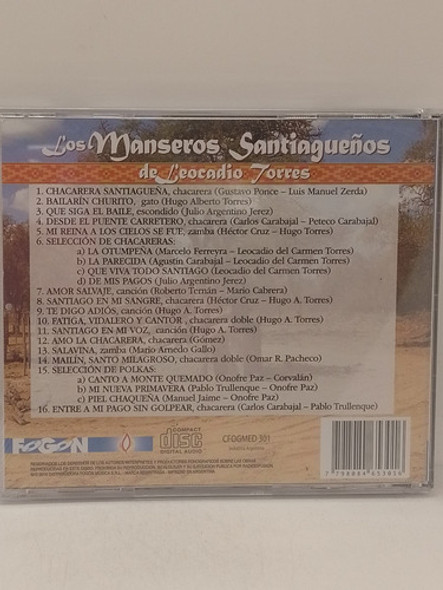 Los Manseros Santiagueños
de Leocadio Torres
1. CHACARERA SANTIAGUEÑA, chacarera (Gustavo Ponce – Luis Manuel Zerda)
2. BAILARÍN CHURITO, gato (Hugo Alberto Torres)
3. QUE SIGA EL BAILE, escondido (Julio Argentino Jerez)
4. DESDE EL PUENTE CARRETERO, chacarera (Carlos Carabajal – Peteco Carabajal)
5. MI REINA A LOS CIELOS SE FUE, zamba (Héctor Cruz – Hugo Torres)
6. SELECCIÓN DE CHACARERAS:
a) LA OTUMPEÑA (Marcelo Ferreyra – Leocadio del Carmen Torres)
b) LA PARECIDA (Agustín Carabajal – Leocadio del Carmen Torres)
c) QUE VIVA TODO SANTIAGO (Leocadio del Carmen Torres)
d) DE MIS PAGOS (Julio Argentino Jerez)
7. AMOR SALVAJE, canción (Roberto Ternán – Mario Cabrera)
8. SANTIAGO EN MI SANGRE, chacarera (Héctor Cruz – Hugo A. Torres)
9. TE DIGO ADIÓS, canción (Hugo A. Torres)
10. FATIGA, VIDALERO Y CANTOR , chacarera doble (Hugo A. Torres)
11. SANTIAGO EN MI VOZ, canción (Hugo A. Torres)
12. AMO LA CHACARERA, chacarera (Gómez)
13. SALAVINA, zamba (Mario Arnedo Gallo)
14. MAILÍN, SANTO MILAGROSO, chacarera doble (Omar R. Pacheco)
15. SELECCIÓN DE POLKAS:
a) CANTO A MONTE QUEMADO (Onofre Paz – Corvalán)
b) MI NUEVA PRIMAVERA (Pablo Trullenque – Onofre Paz)
c) PIEL CHAQUEÑA (Manuel Jaime – Onofre Paz)
16. ENTRE A MI PAGO SIN GOLPEAR, chacarera (Carlos Carabajal – Pablo Trullenque)
FOGON
COMPACT
disc
DIGITAL AUDIO
CFOGMED 301
Industria Argentina